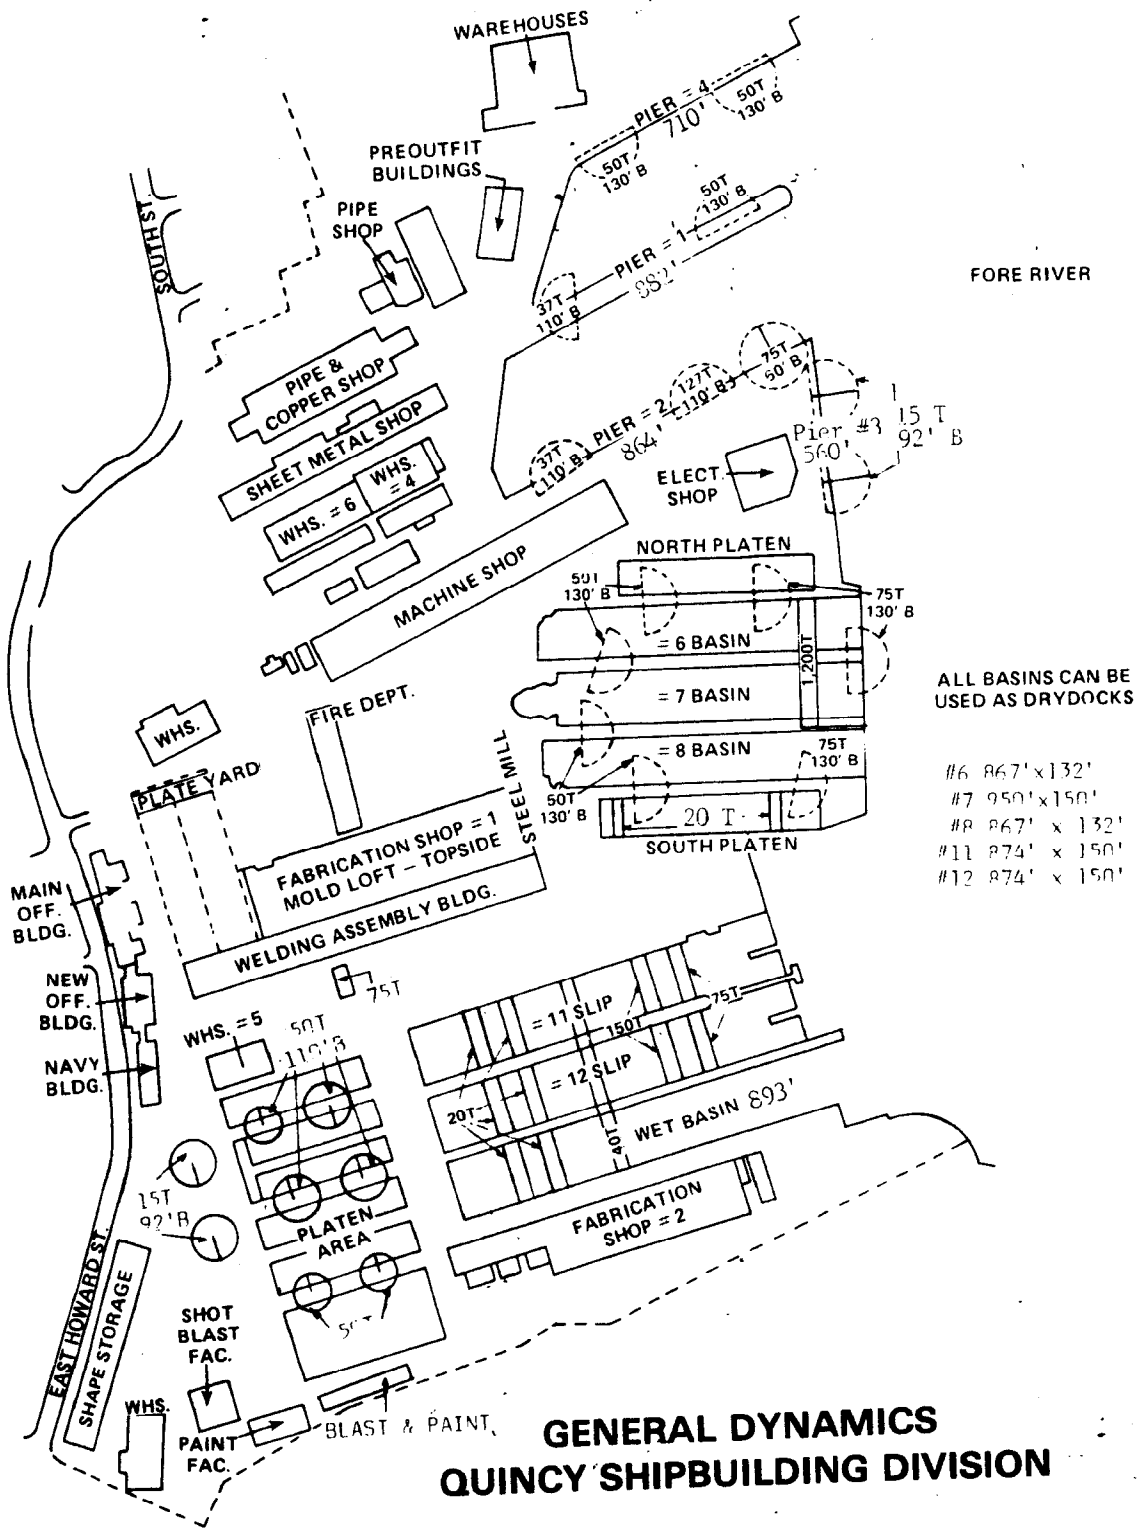 WAREHOUSES
PIER = 4
710'
50T
130' B
50T
130' B
PREOUTFIT
BUILDINGS
PIPE
SHOP
SOUTH ST.
50T
130' B
PIER = 1
882'
37T
110' B
FORE RIVER
PIPE &
COPPER SHOP
SHEET METAL SHOP
WHS.
= 4
WHS. = 6
MACHINE SHOP
PIER = 2
864'
37T
110' B
127T
110' B
75T
60' B
Pier #3
560'
15 T
92' B
ELECT.
SHOP
NORTH PLATEN
50T
130' B
75T
130' B
= 6 BASIN
= 7 BASIN
= 8 BASIN
1,200T
75T
130' B
50T
130' B
20 T
SOUTH PLATEN
ALL BASINS CAN BE
USED AS DRYDOCKS
#6 867'x132'
#7 950'x150'
#8 867' x 132'
#11 874' x 150'
#12 874' x 150'
WHS.
FIRE DEPT.
PLATE YARD
STEEL MILL
FABRICATION SHOP = 1
MOLD LOFT – TOPSIDE
WELDING ASSEMBLY BLDG.
MAIN
OFF.
BLDG.
NEW
OFF.
BLDG.
NAVY
BLDG.
75T
WHS. = 5
50T
110'B
= 11 SLIP
150T
75T
= 12 SLIP
20T
40T
WET BASIN 893'
15T
92'B
PLATEN
AREA
FABRICATION
SHOP = 2
EAST HOWARD ST.
SHAPE STORAGE
SHOT
BLAST
FAC.
WHS.
PAINT
FAC.
BLAST & PAINT
GENERAL DYNAMICS
QUINCY SHIPBUILDING DIVISION